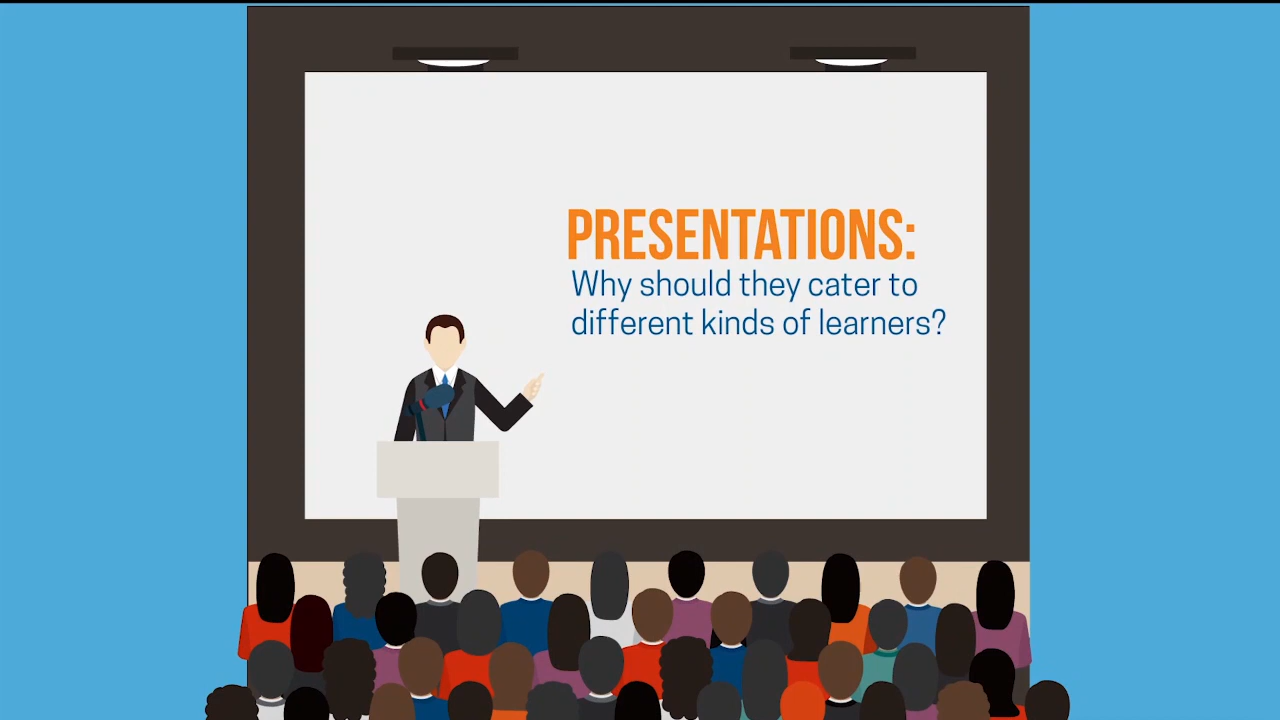 PRESENTATIONS:
Why should they cater to
different kinds of learners?